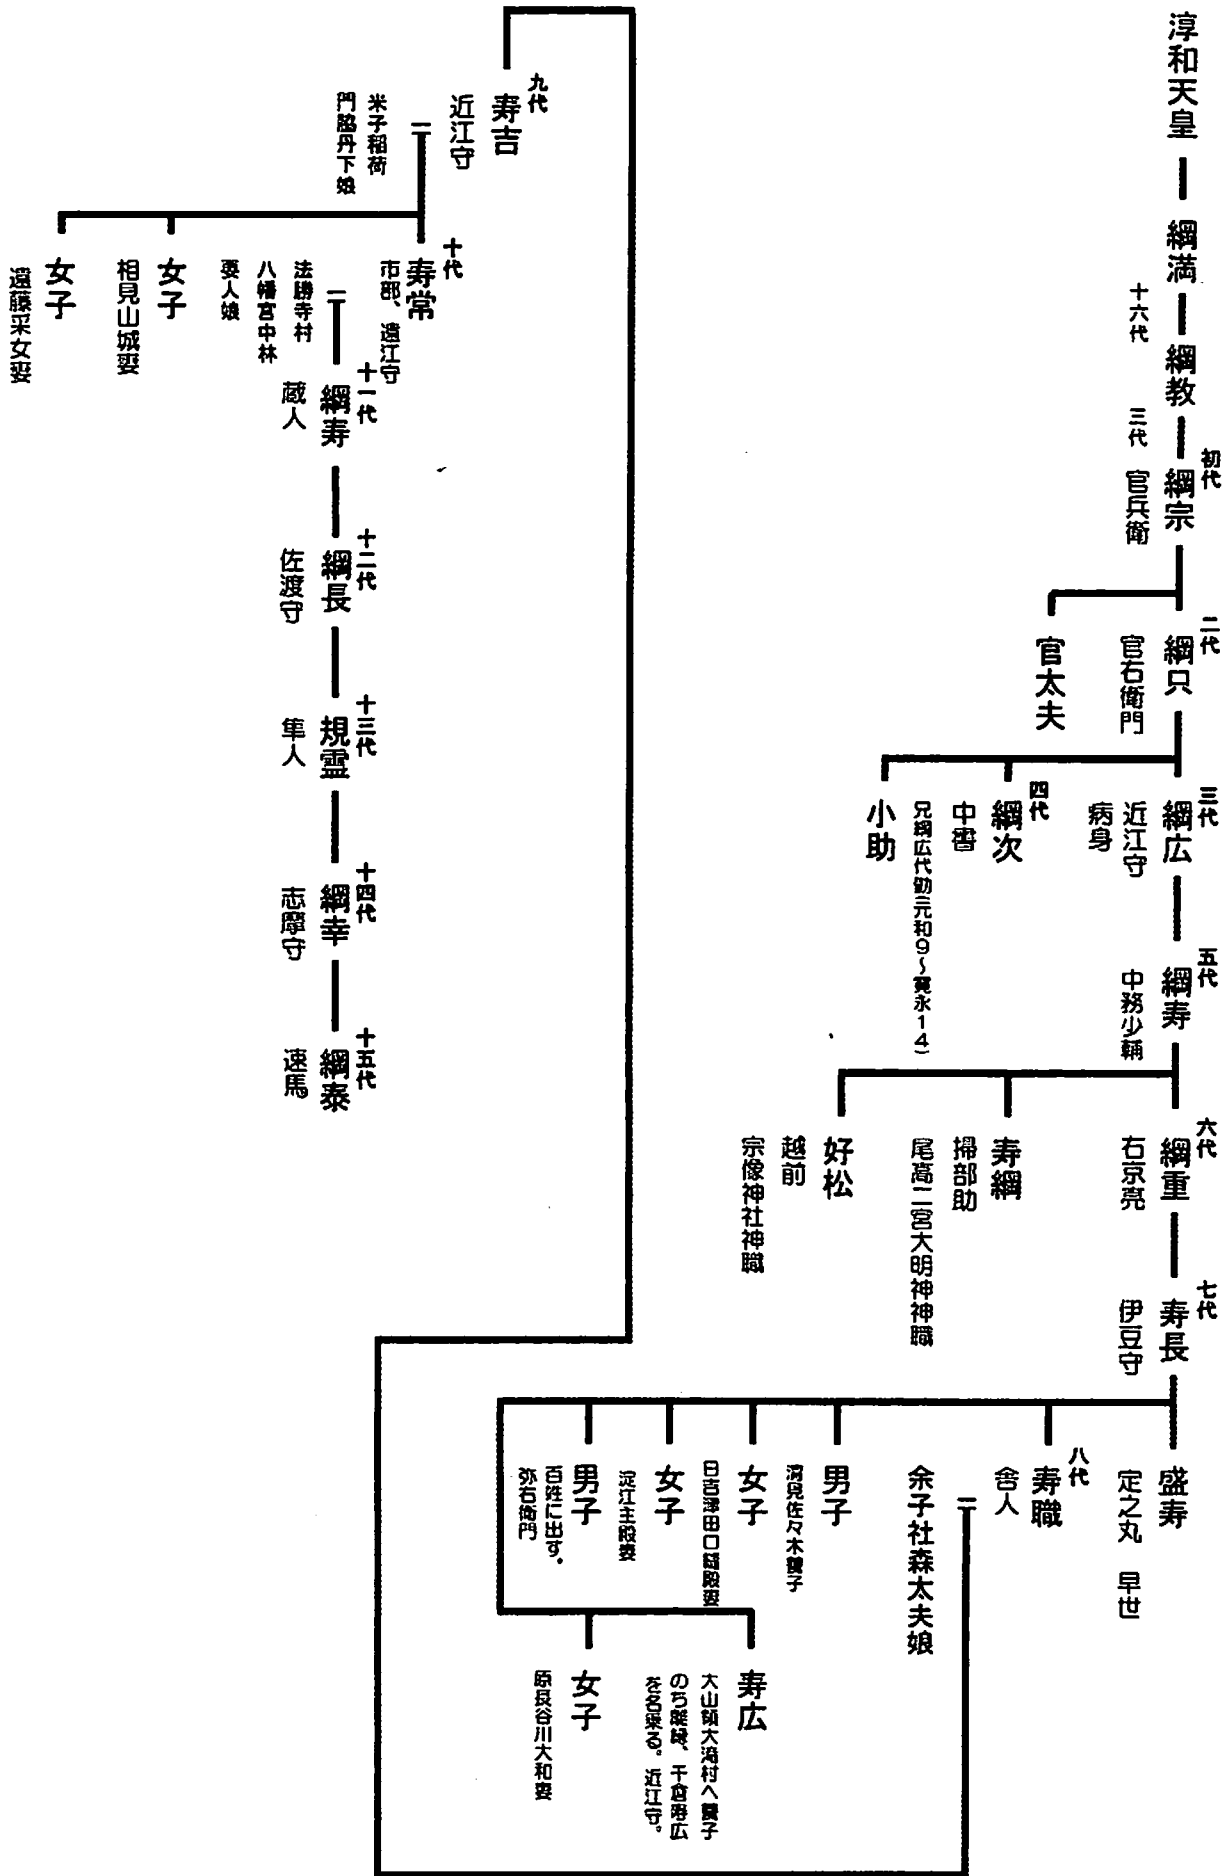 淳和天皇
綱満
十六代
綱教
三代
初代
綱宗
官兵衛
二代
綱只
官右衛門
官太夫
三代
綱広
近江守
病身
四代
綱次
中書
兄綱広代勤三元和9～寛永14）
小助
五代
綱寿
中務少輔
六代
綱重
右京亮
寿綱
掃部助
尾高二宮大明神神職
好松
越前
宗像神社神職
七代
寿長
伊豆守
盛寿
定之丸 早世
八代
寿職
舎人
余子社森太夫娘
男子
佐々木養子
女子
日吉津田口
女子
淀江主殿妻
男子
百姓に出す。
弥右衛門
寿広
大山領大滝村へ養子
のち離縁、千倉寿広
を名乗る。近江守。
女子
原長谷川大和妻
九代
寿吉
近江守
米子稲荷
門脇丹下娘
十代
寿常
市部、遠江守
法勝寺村
八幡宮中林
要人娘
女子
相見山城妻
女子
遠藤采女妻
十一代
綱寿
蔵人
十二代
綱長
佐渡守
十三代
規霊
隼人
十四代
綱幸
志摩守
十五代
綱泰
速馬